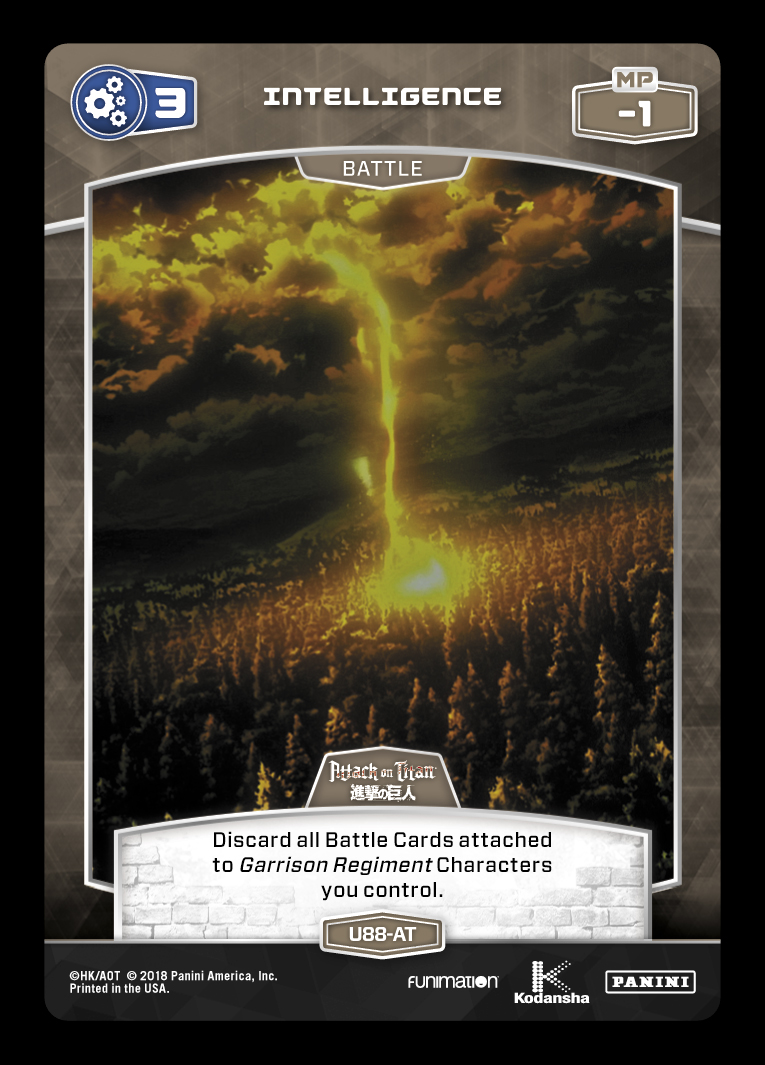 3
INTELLIGENCE
MP
-1
BATTLE
Attack on Titan
進撃の巨人
Discard all Battle Cards attached
to Garrison Regiment Characters
you control.
U88-AT
©HK/AOT © 2018 Panini America, Inc.
Printed in the USA.
FUNIMATION
Kodansha
PANINI